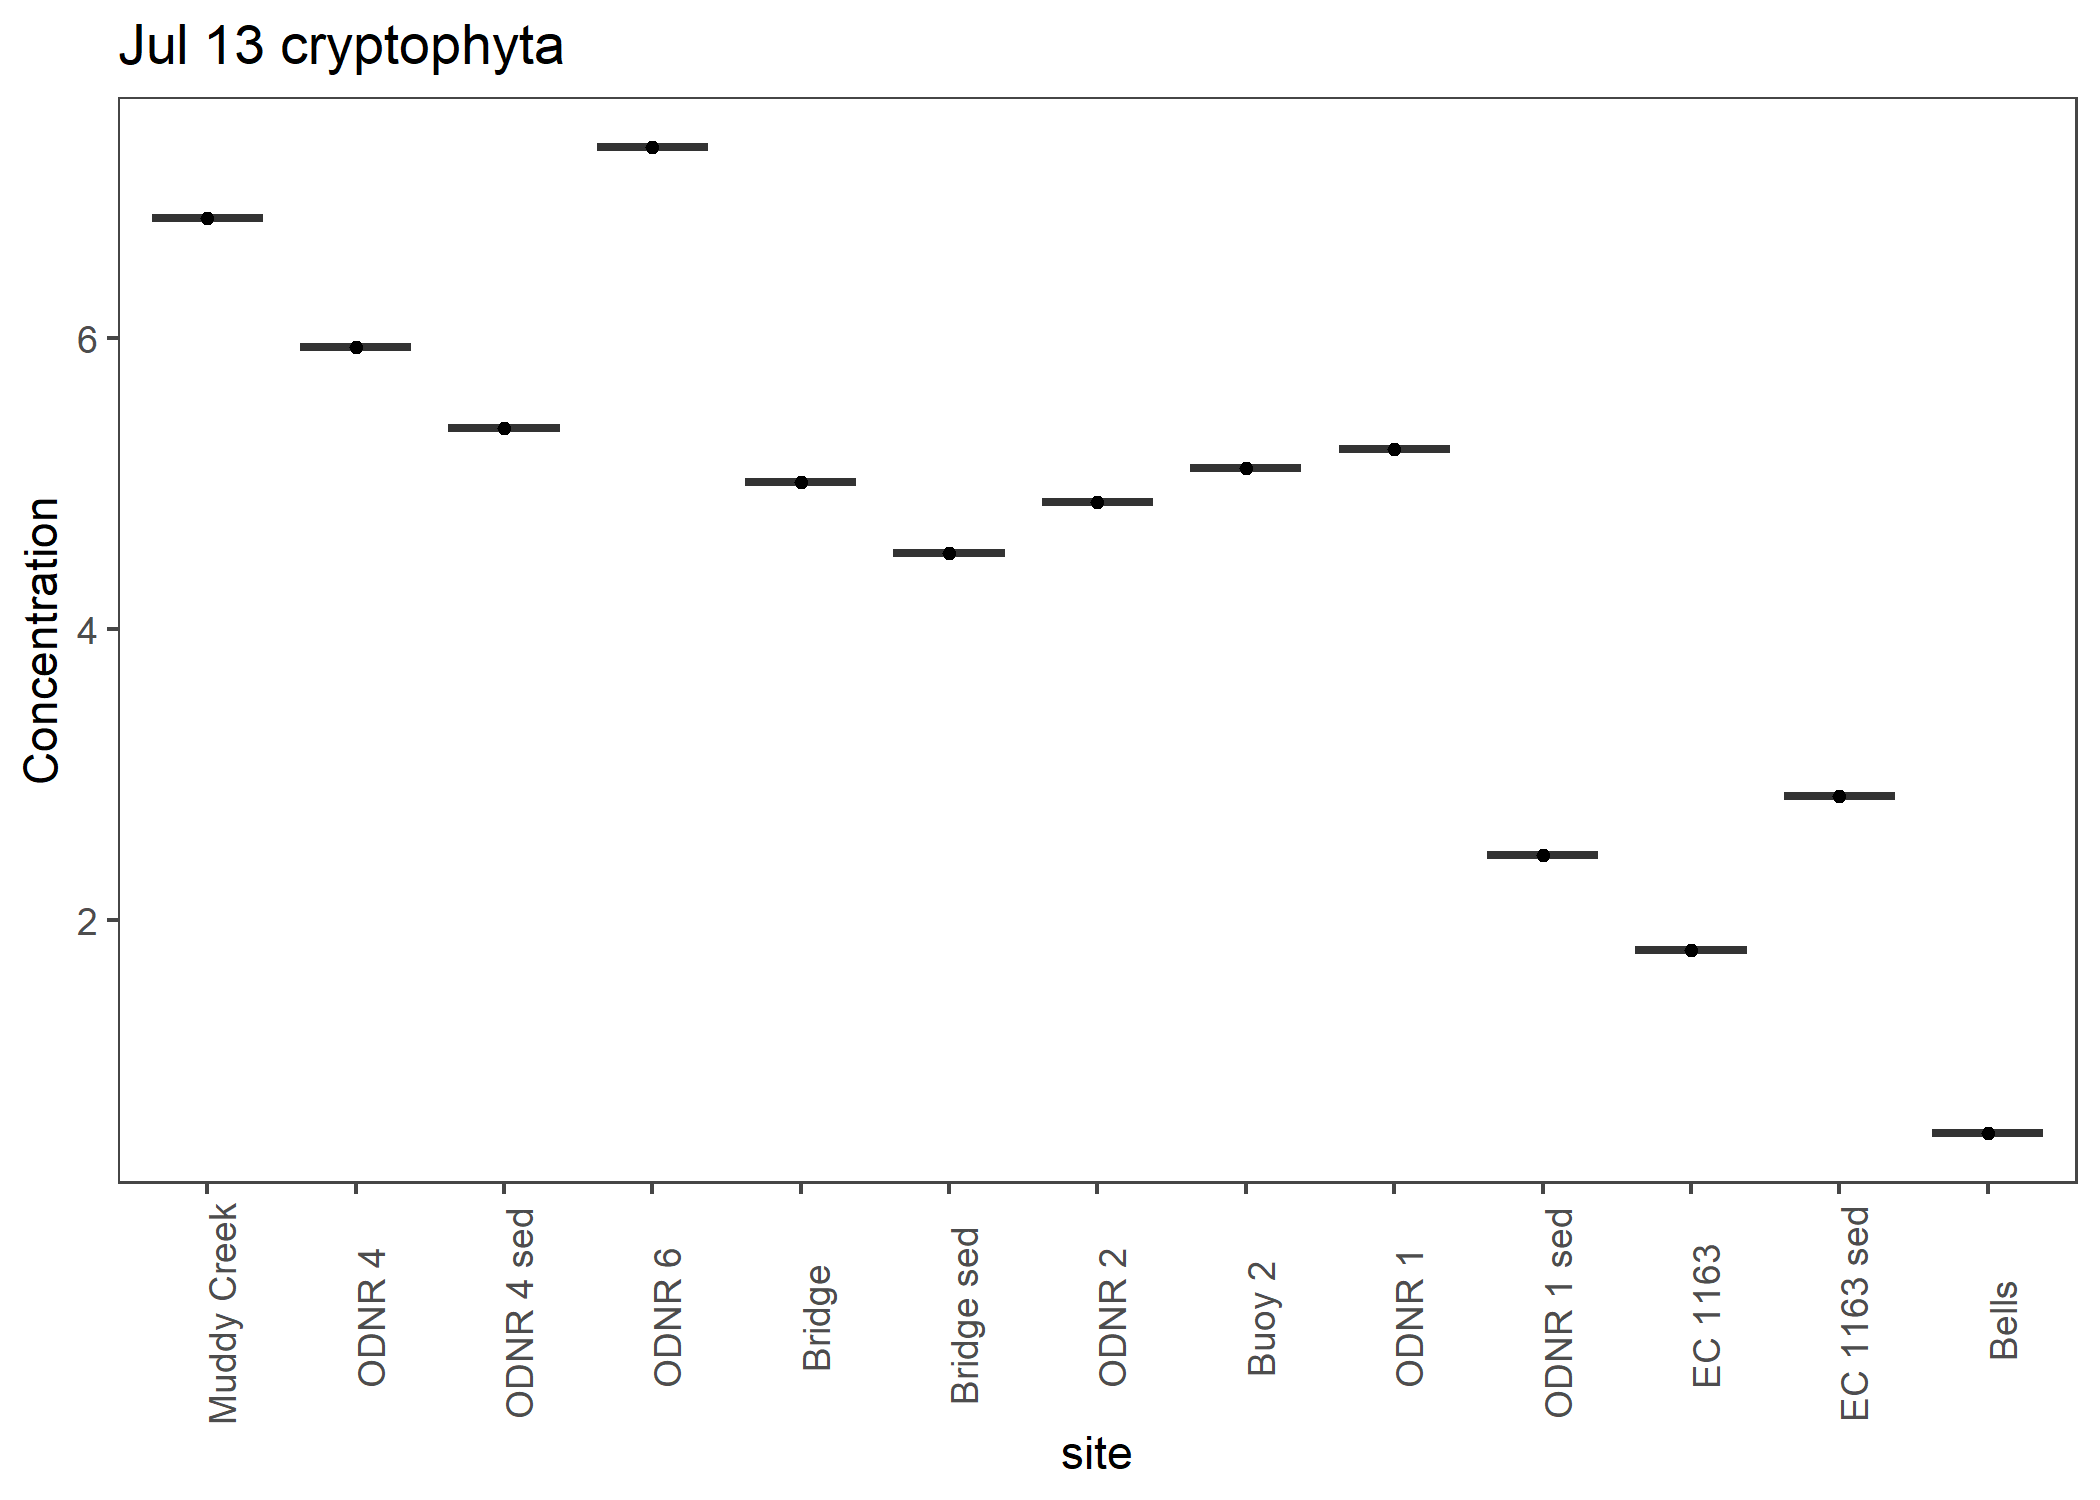 Jul 13 cryptophyta
Concentration
6
4
2
Muddy Creek
ODNR 4
ODNR 4 sed
ODNR 6
Bridge
Bridge sed
ODNR 2
Buoy 2
ODNR 1
ODNR 1 sed
EC 1163
EC 1163 sed
Bells
site